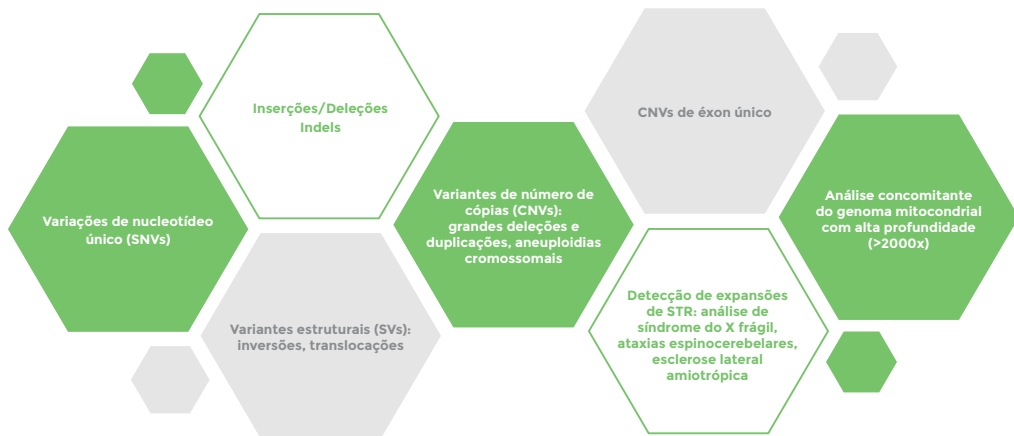 Inserções/Deleções
Indels
CNVs de éxon único
Variações de nucleotídeo
único (SNVs)
Variantes de número de
cópias (CNVs):
grandes deleções e
duplicações, aneuploidias
cromossomais
Análise concomitante
do genoma mitocondrial
com alta profundidade
(>2000x)
Variantes estruturais (SVs):
inversões, translocações
Detecção de expansões
de STR: análise de
síndrome do X frágil,
ataxias espinocerebelares,
esclerose lateral
amiotrópica